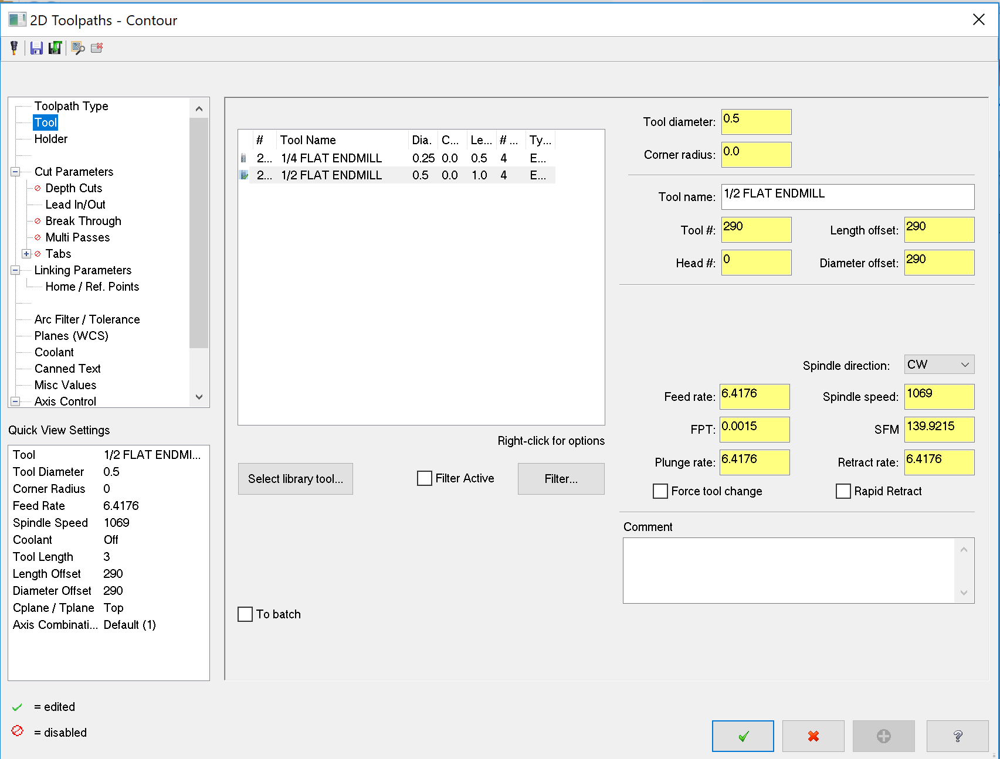 2D Toolpaths - Contour
Toolpath Type
Tool
Holder
Cut Parameters
Depth Cuts
Lead In/Out
Break Through
Multi Passes
Tabs
Linking Parameters
Home / Ref. Points
Arc Filter / Tolerance
Planes (WCS)
Coolant
Canned Text
Misc Values
Axis Control
Quick View Settings
Tool 1/2 FLAT ENDMI...
Tool Diameter 0.5
Corner Radius 0
Feed Rate 6.4176
Spindle Speed 1069
Coolant Off
Tool Length 3
Length Offset 290
Diameter Offset 290
Cplane / Tplane Top
Axis Combinati... Default (1)
= edited
= disabled
# Tool Name Dia. C... Le... # ... Ty...
2... 1/4 FLAT ENDMILL 0.25 0.0 0.5 4 E...
2... 1/2 FLAT ENDMILL 0.5 0.0 1.0 4 E...
Right-click for options
Select library tool... Filter Active Filter...
To batch
Tool diameter: 0.5
Corner radius: 0.0
Tool name: 1/2 FLAT ENDMILL
Tool #: 290 Length offset: 290
Head #: 0 Diameter offset: 290
Spindle direction: CW
Feed rate: 6.4176 Spindle speed: 1069
FPT: 0.0015 SFM 139.9215
Plunge rate: 6.4176 Retract rate: 6.4176
Force tool change Rapid Retract
Comment